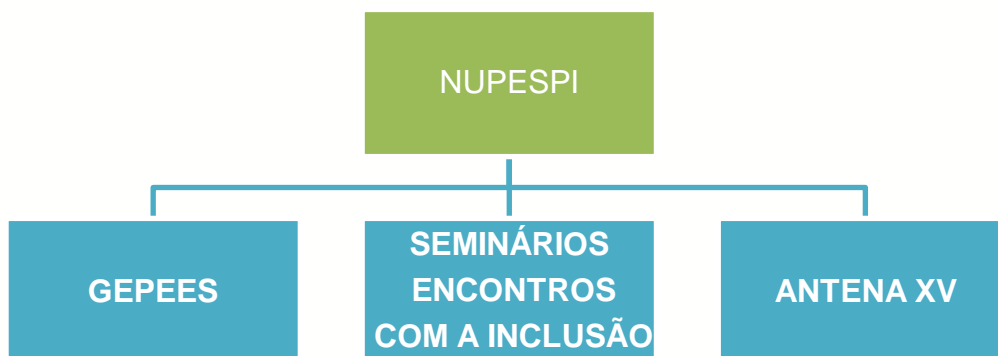 NUPESPI
GEPEES
SEMINÁRIOS
ENCONTROS
COM A INCLUSÃO
ANTENA XV